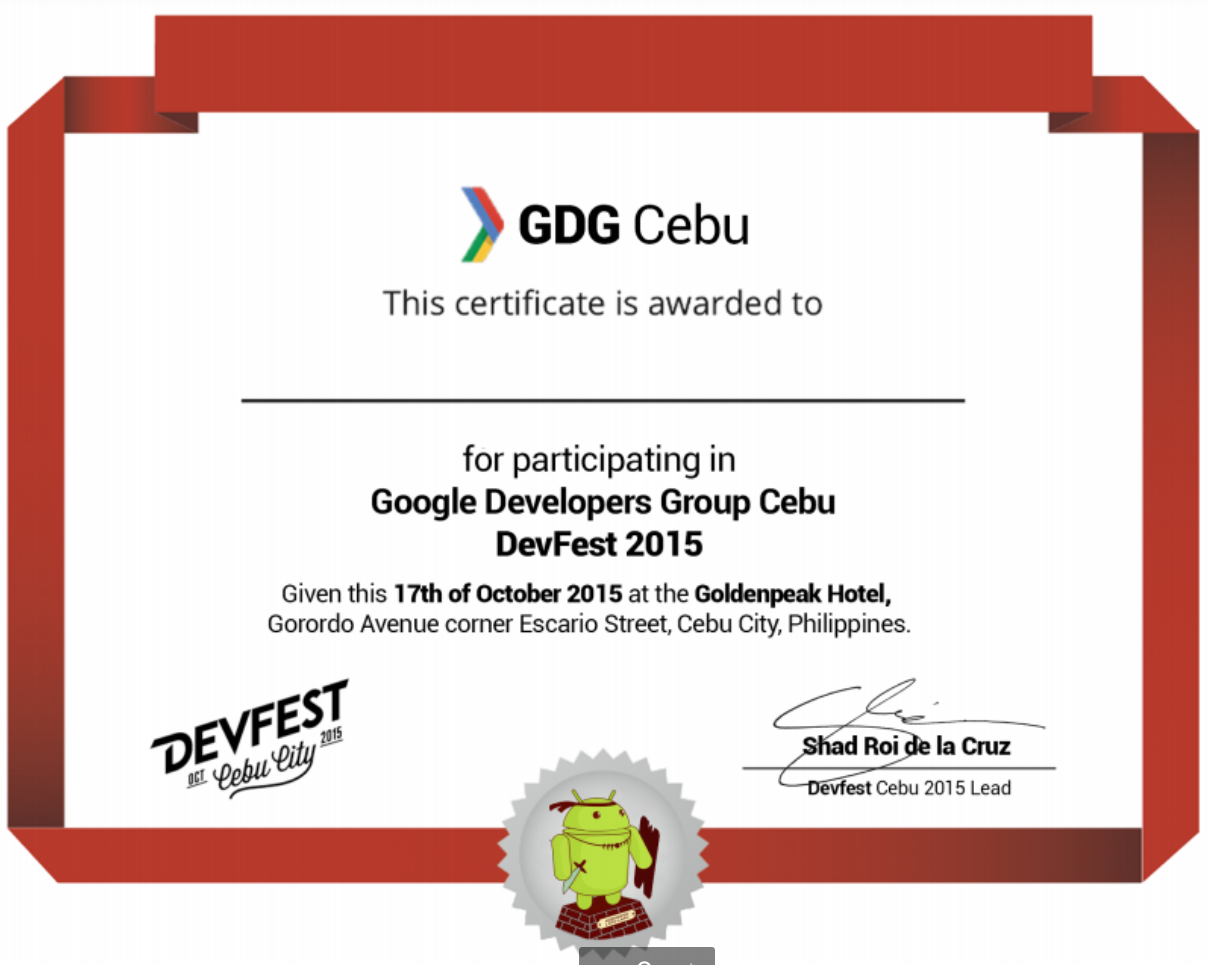 GDG Cebu
This certificate is awarded to
for participating in
Google Developers Group Cebu
DevFest 2015
Given this 17th of October 2015 at the Goldenpeak Hotel,
Gorordo Avenue corner Escario Street, Cebu City, Philippines.
DEVFEST
OCT. Cebu City 2015
Shad Roi de la Cruz
Devfest Cebu 2015 Lead